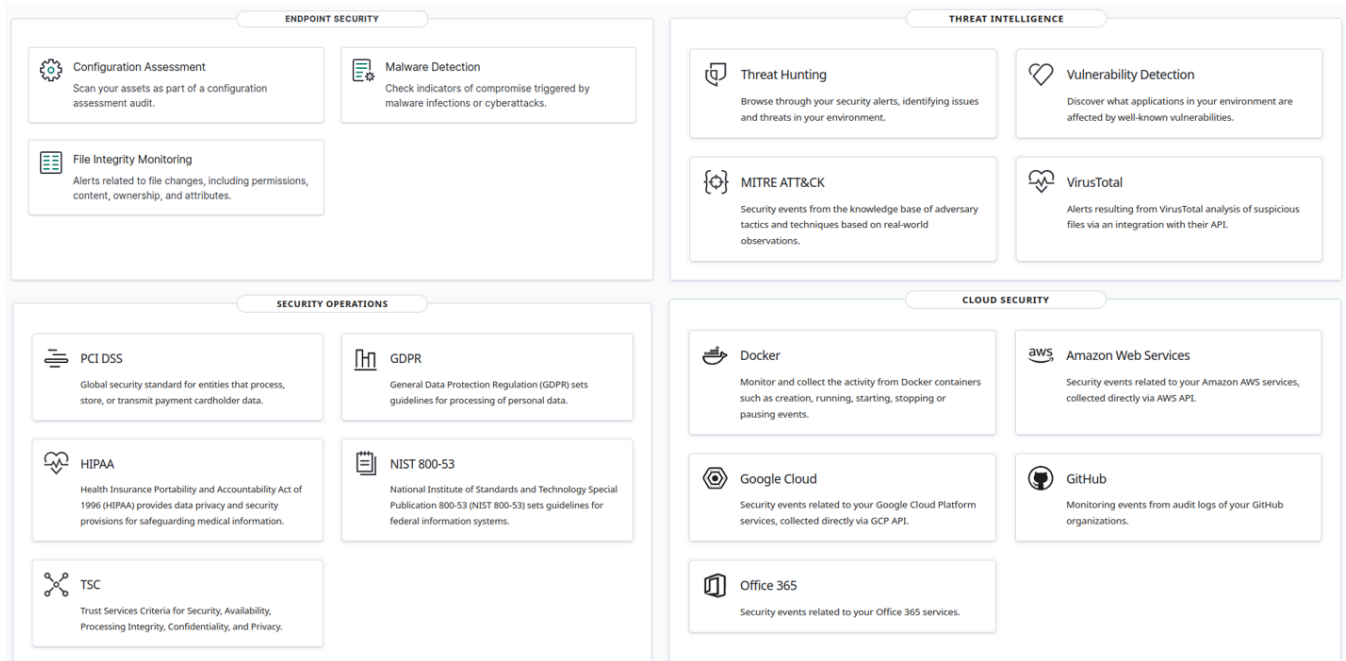 ENDPOINT SECURITY
Configuration Assessment
Scan your assets as part of a configuration
assessment audit.
Malware Detection
Check indicators of compromise triggered by
malware infections or cyberattacks.
File Integrity Monitoring
Alerts related to file changes, including permissions,
content, ownership, and attributes.
THREAT INTELLIGENCE
Threat Hunting
Browse through your security alerts, identifying issues
and threats in your environment.
Vulnerability Detection
Discover what applications in your environment are
affected by well-known vulnerabilities.
MITRE ATT&CK
Security events from the knowledge base of adversary
tactics and techniques based on real-world
observations.
VirusTotal
Alerts resulting from VirusTotal analysis of suspicious
files via an integration with their API.
SECURITY OPERATIONS
PCI DSS
Global security standard for entities that process,
store, or transmit payment cardholder data.
GDPR
General Data Protection Regulation (GDPR) sets
guidelines for processing of personal data.
HIPAA
Health Insurance Portability and Accountability Act of
1996 (HIPAA) provides data privacy and security
provisions for safeguarding medical information.
NIST 800-53
National Institute of Standards and Technology Special
Publication 800-53 (NIST 800-53) sets guidelines for
federal information systems.
TSC
Trust Services Criteria for Security, Availability,
Processing Integrity, Confidentiality, and Privacy.
CLOUD SECURITY
Docker
Monitor and collect the activity from Docker containers
such as creation, running, starting, stopping or
pausing events.
aws
Amazon Web Services
Security events related to your Amazon AWS services,
collected directly via AWS API.
Google Cloud
Security events related to your Google Cloud Platform
services, collected directly via GCP API.
GitHub
Monitoring events from audit logs of your GitHub
organizations.
Office 365
Security events related to your Office 365 services.